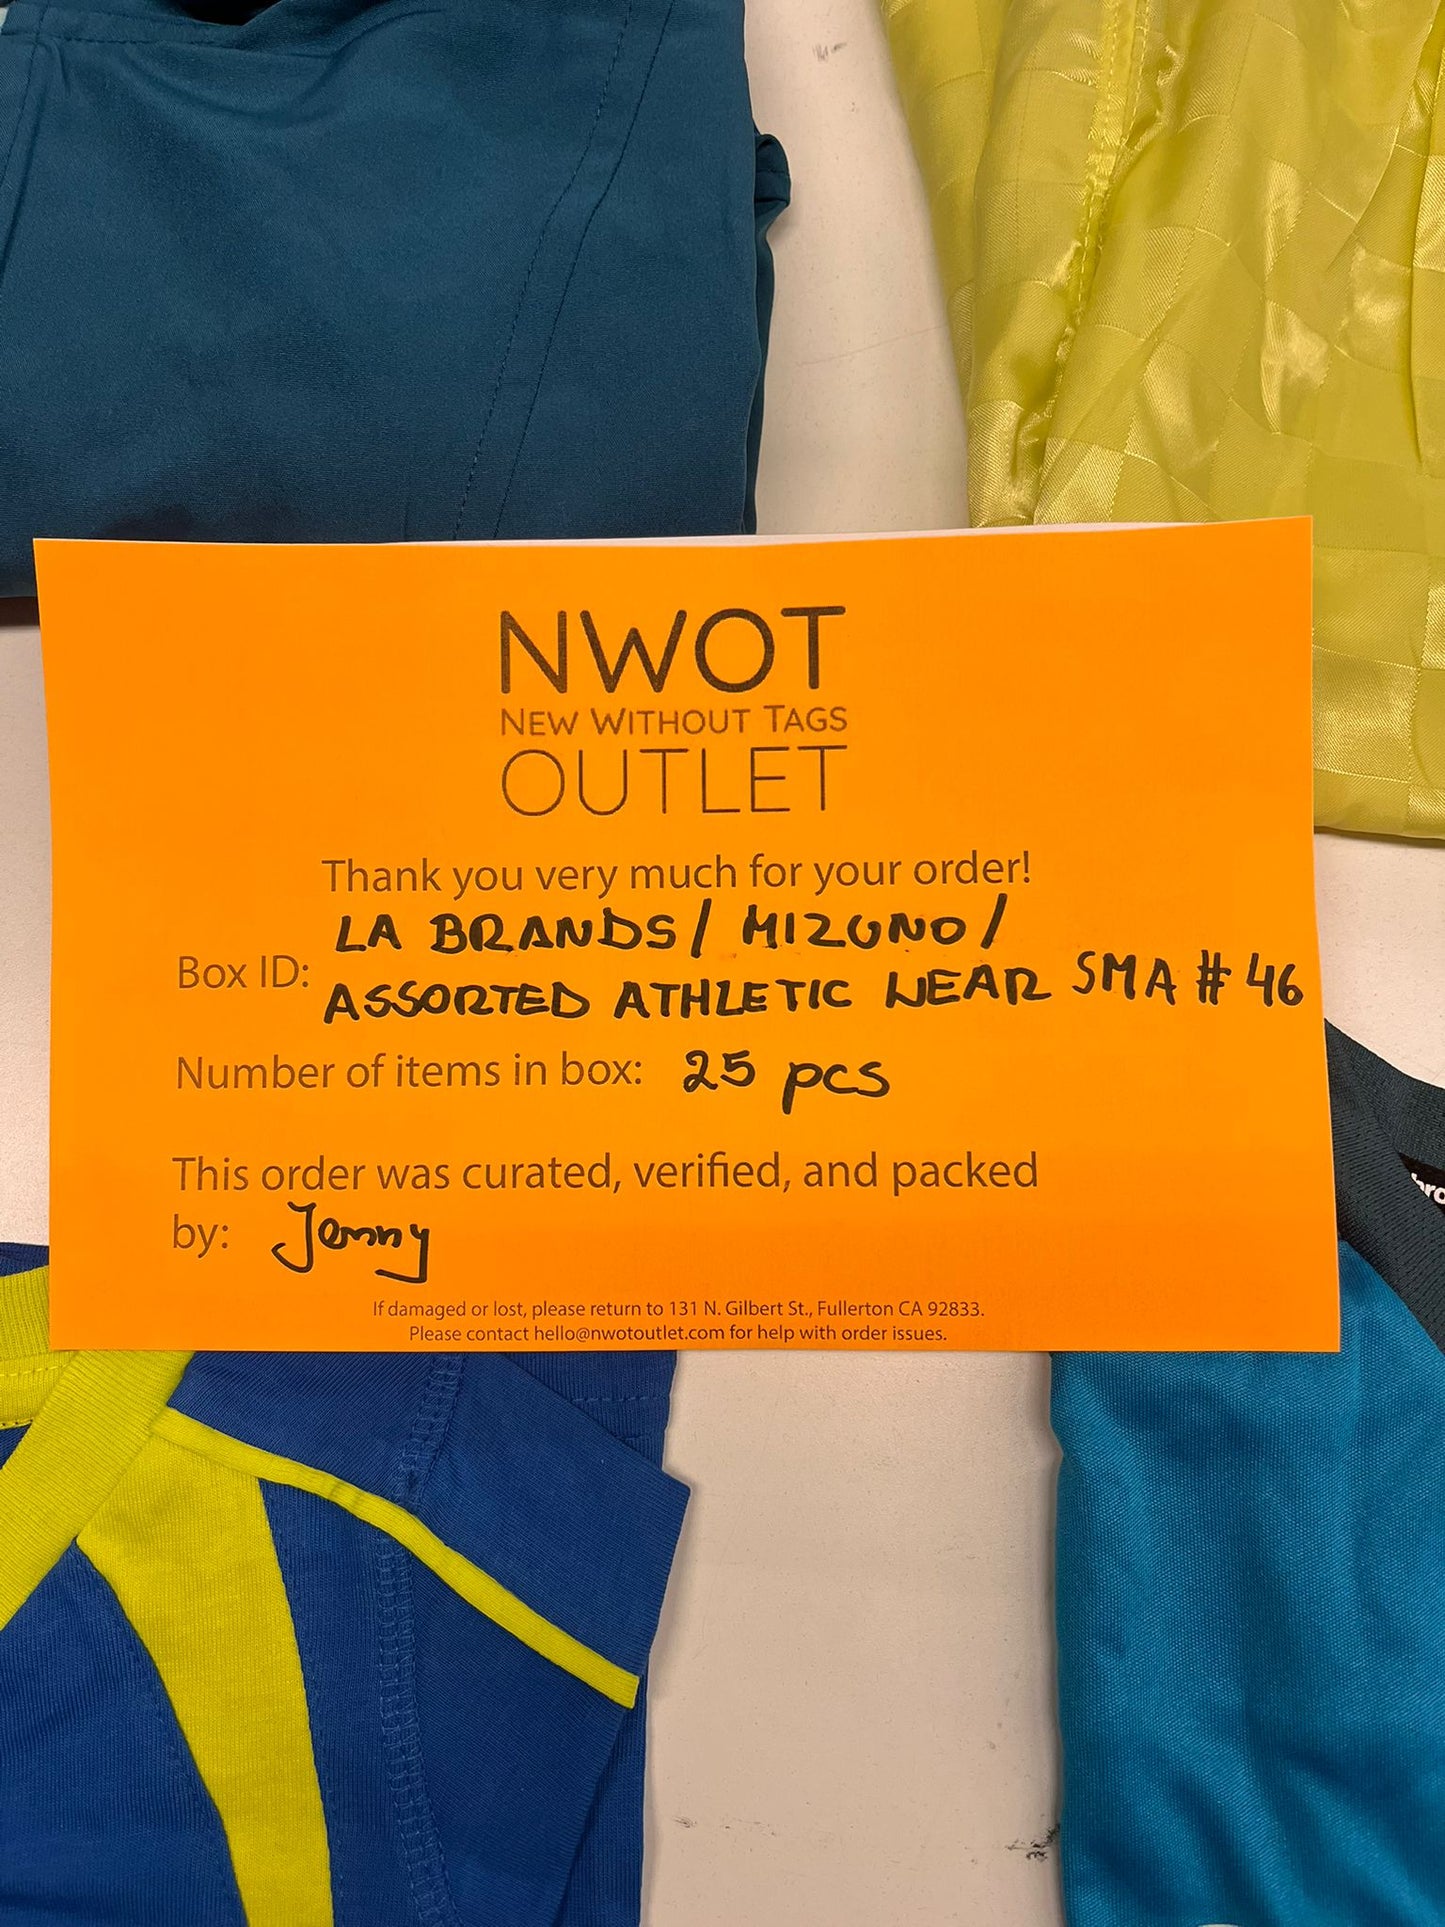 NWOT
NEW WITHOUT TAGS
OUTLET
Thank you very much for your order!
LA BRANDS/ MIZUNO/
Box ID: ASSORTED ATHLETIC WEAR SMA # 46
Number of items in box: 25 pcs
This order was curated, verified, and packed
by: Jenny
If damaged or lost, please return to 131 N. Gilbert St., Fullerton CA 92833.
Please contact hello@nwotoutlet.com for help with order issues.